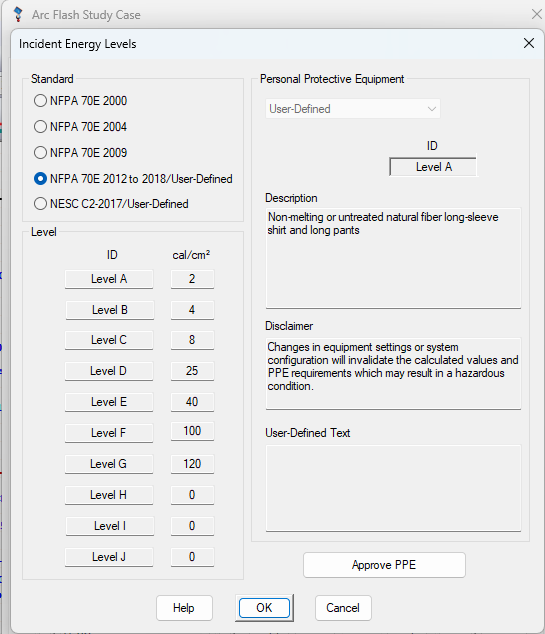 Arc Flash Study Case
Incident Energy Levels
Standard
NFPA 70E 2000
NFPA 70E 2004
NFPA 70E 2009
NFPA 70E 2012 to 2018/User-Defined
NESC C2-2017/User-Defined
Level
ID cal/cm²
Level A 2
Level B 4
Level C 8
Level D 25
Level E 40
Level F 100
Level G 120
Level H 0
Level I 0
Level J 0
Personal Protective Equipment
User-Defined
ID
Level A
Description
Non-melting or untreated natural fiber long-sleeve
shirt and long pants
Disclaimer
Changes in equipment settings or system
configuration will invalidate the calculated values and
PPE requirements which may result in a hazardous
condition.
User-Defined Text
Approve PPE
Help OK Cancel